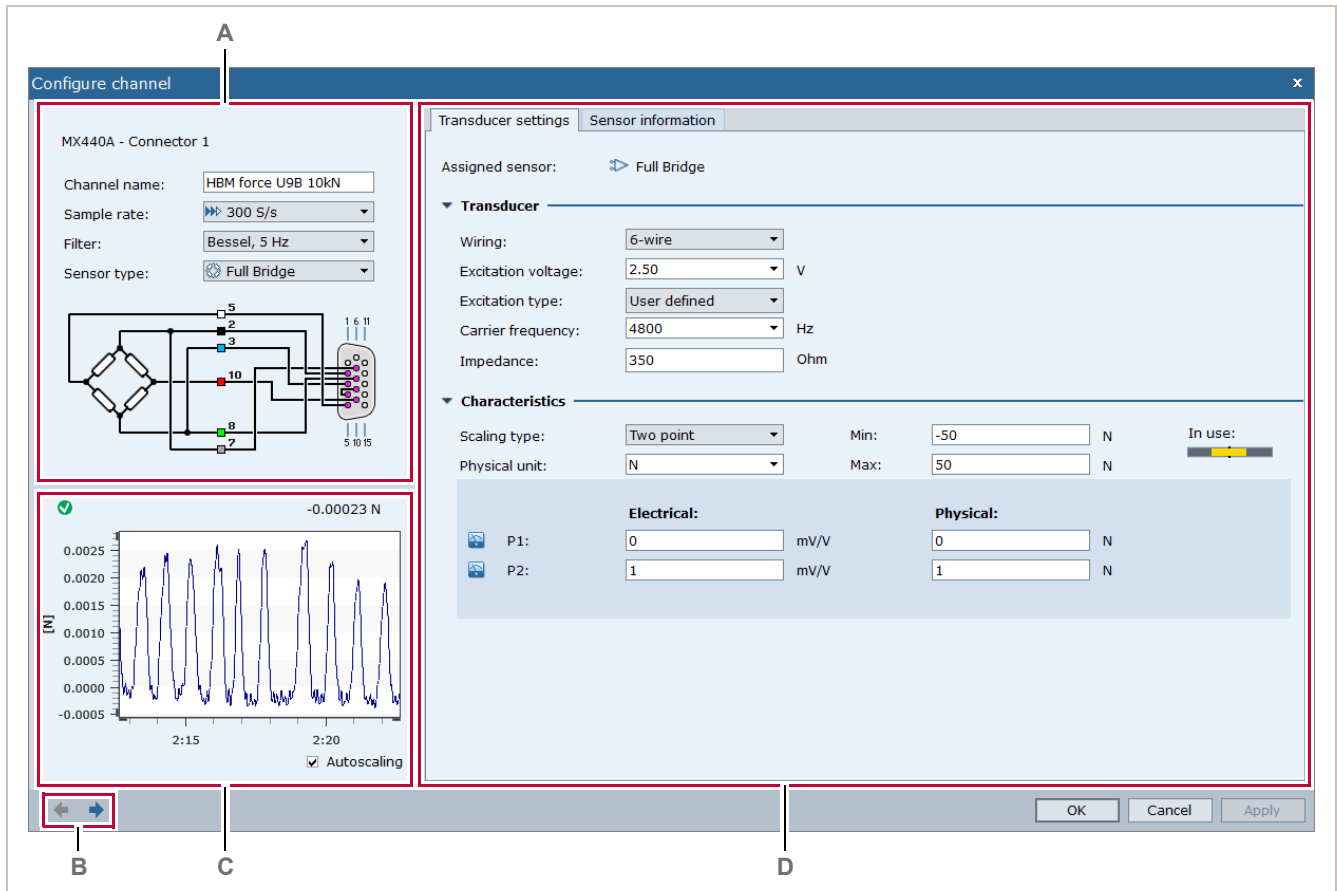 A
Configure channel x
MX440A - Connector 1
Channel name: HBM force U9B 10kN
Sample rate: 300 S/s
Filter: Bessel, 5 Hz
Sensor type: Full Bridge
5
2
3
10
8
7
1 6 11
5 10 15
-0.00023 N
[N]
0.0025
0.0020
0.0015
0.0010
0.0005
0.0000
-0.0005
2:15 2:20
Autoscaling
Transducer settings Sensor information
Assigned sensor: Full Bridge
Transducer
Wiring: 6-wire
Excitation voltage: 2.50 V
Excitation type: User defined
Carrier frequency: 4800 Hz
Impedance: 350 Ohm
Characteristics
Scaling type: Two point Min: -50 N In use:
Physical unit: N Max: 50 N
Electrical: Physical:
P1: 0 mV/V 0 N
P2: 1 mV/V 1 N
OK Cancel Apply
B C D